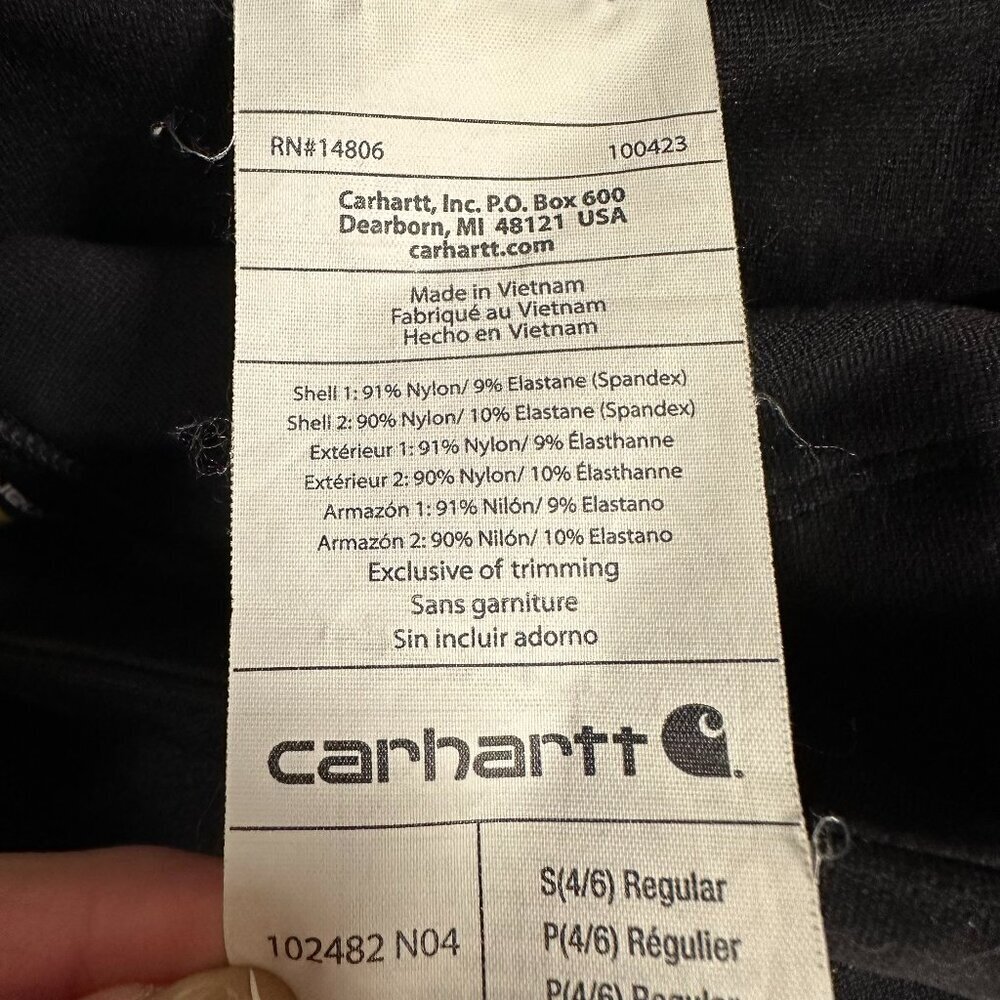 RN#14806 100423
Carhartt, Inc. P.O. Box 600
Dearborn, MI 48121 USA
carhartt.com
Made in Vietnam
Fabriqué au Vietnam
Hecho en Vietnam
Shell 1: 91% Nylon/ 9% Elastane (Spandex)
Shell 2: 90% Nylon/ 10% Elastane (Spandex)
Extérieur 1: 91% Nylon/ 9% Élasthanne
Extérieur 2: 90% Nylon/ 10% Élasthanne
Armazón 1: 91% Nilón/ 9% Elastano
Armazón 2: 90% Nilón/ 10% Elastano
Exclusive of trimming
Sans garniture
Sin incluir adorno
carhartt
102482 N04
S(4/6) Regular
P(4/6) Régulier
P(4/6) Regular